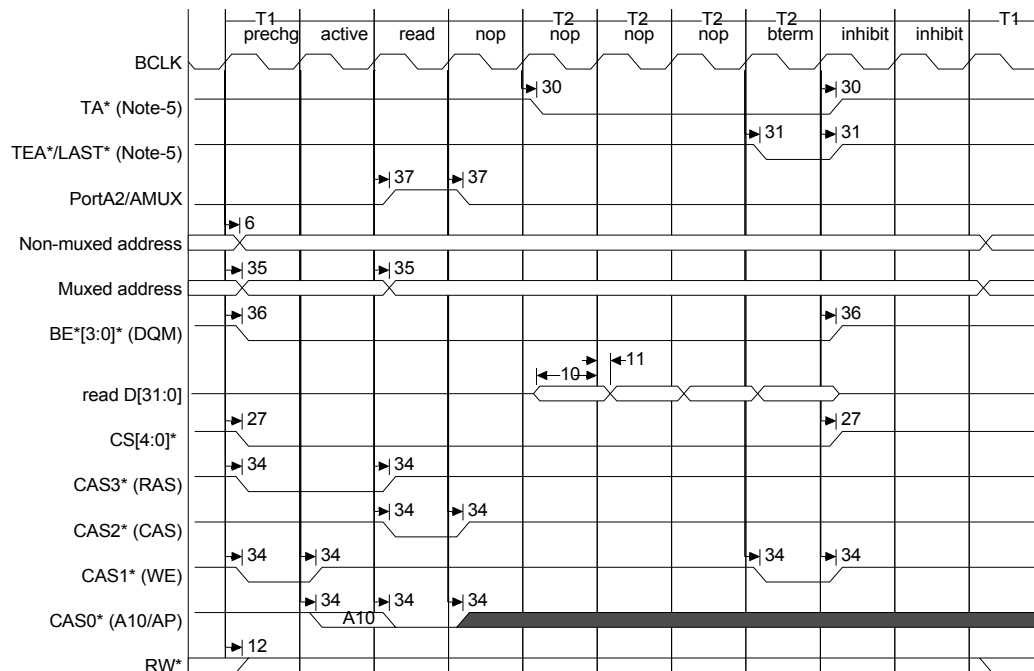 T1 T2 T2 T2 T2 T1
prechg active read nop nop nop nop bterm inhibit inhibit
BCLK
30 30
TA* (Note-5)
31 31
TEA*/LAST* (Note-5)
37 37
PortA2/AMUX
6
Non-muxed address
35 35
Muxed address
36 36
BE*[3:0]* (DQM)
11
10
read D[31:0]
27 27
CS[4:0]*
34 34
CAS3* (RAS)
34 34
CAS2* (CAS)
34 34 34 34
CAS1* (WE)
34 34 34
CAS0* (A10/AP) A10
12
RW*